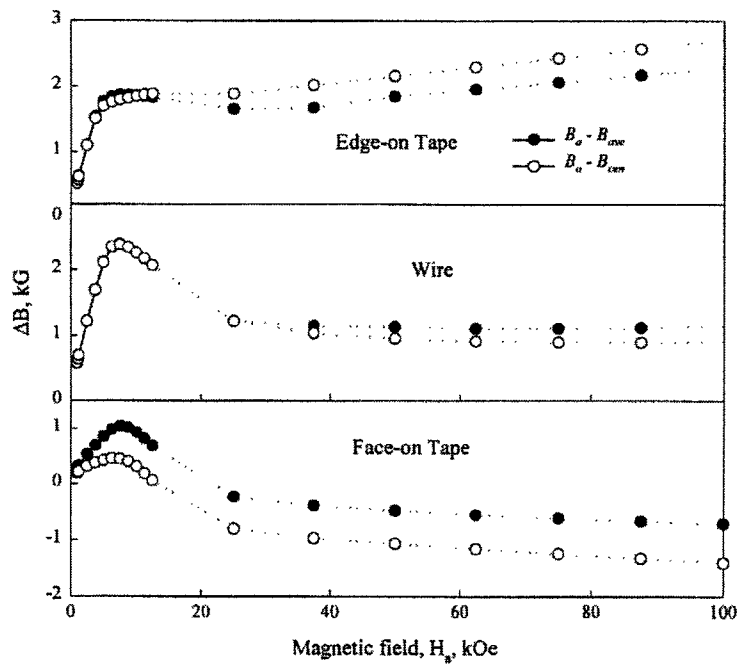 3
2
1
0
Edge-on Tape
B_a - B_ave
B_a - B_cen
2
1
0
Wire
ΔB, kG
1
0
-1
-2
Face-on Tape
0
20
40
60
80
100
Magnetic field, H_a, kOe